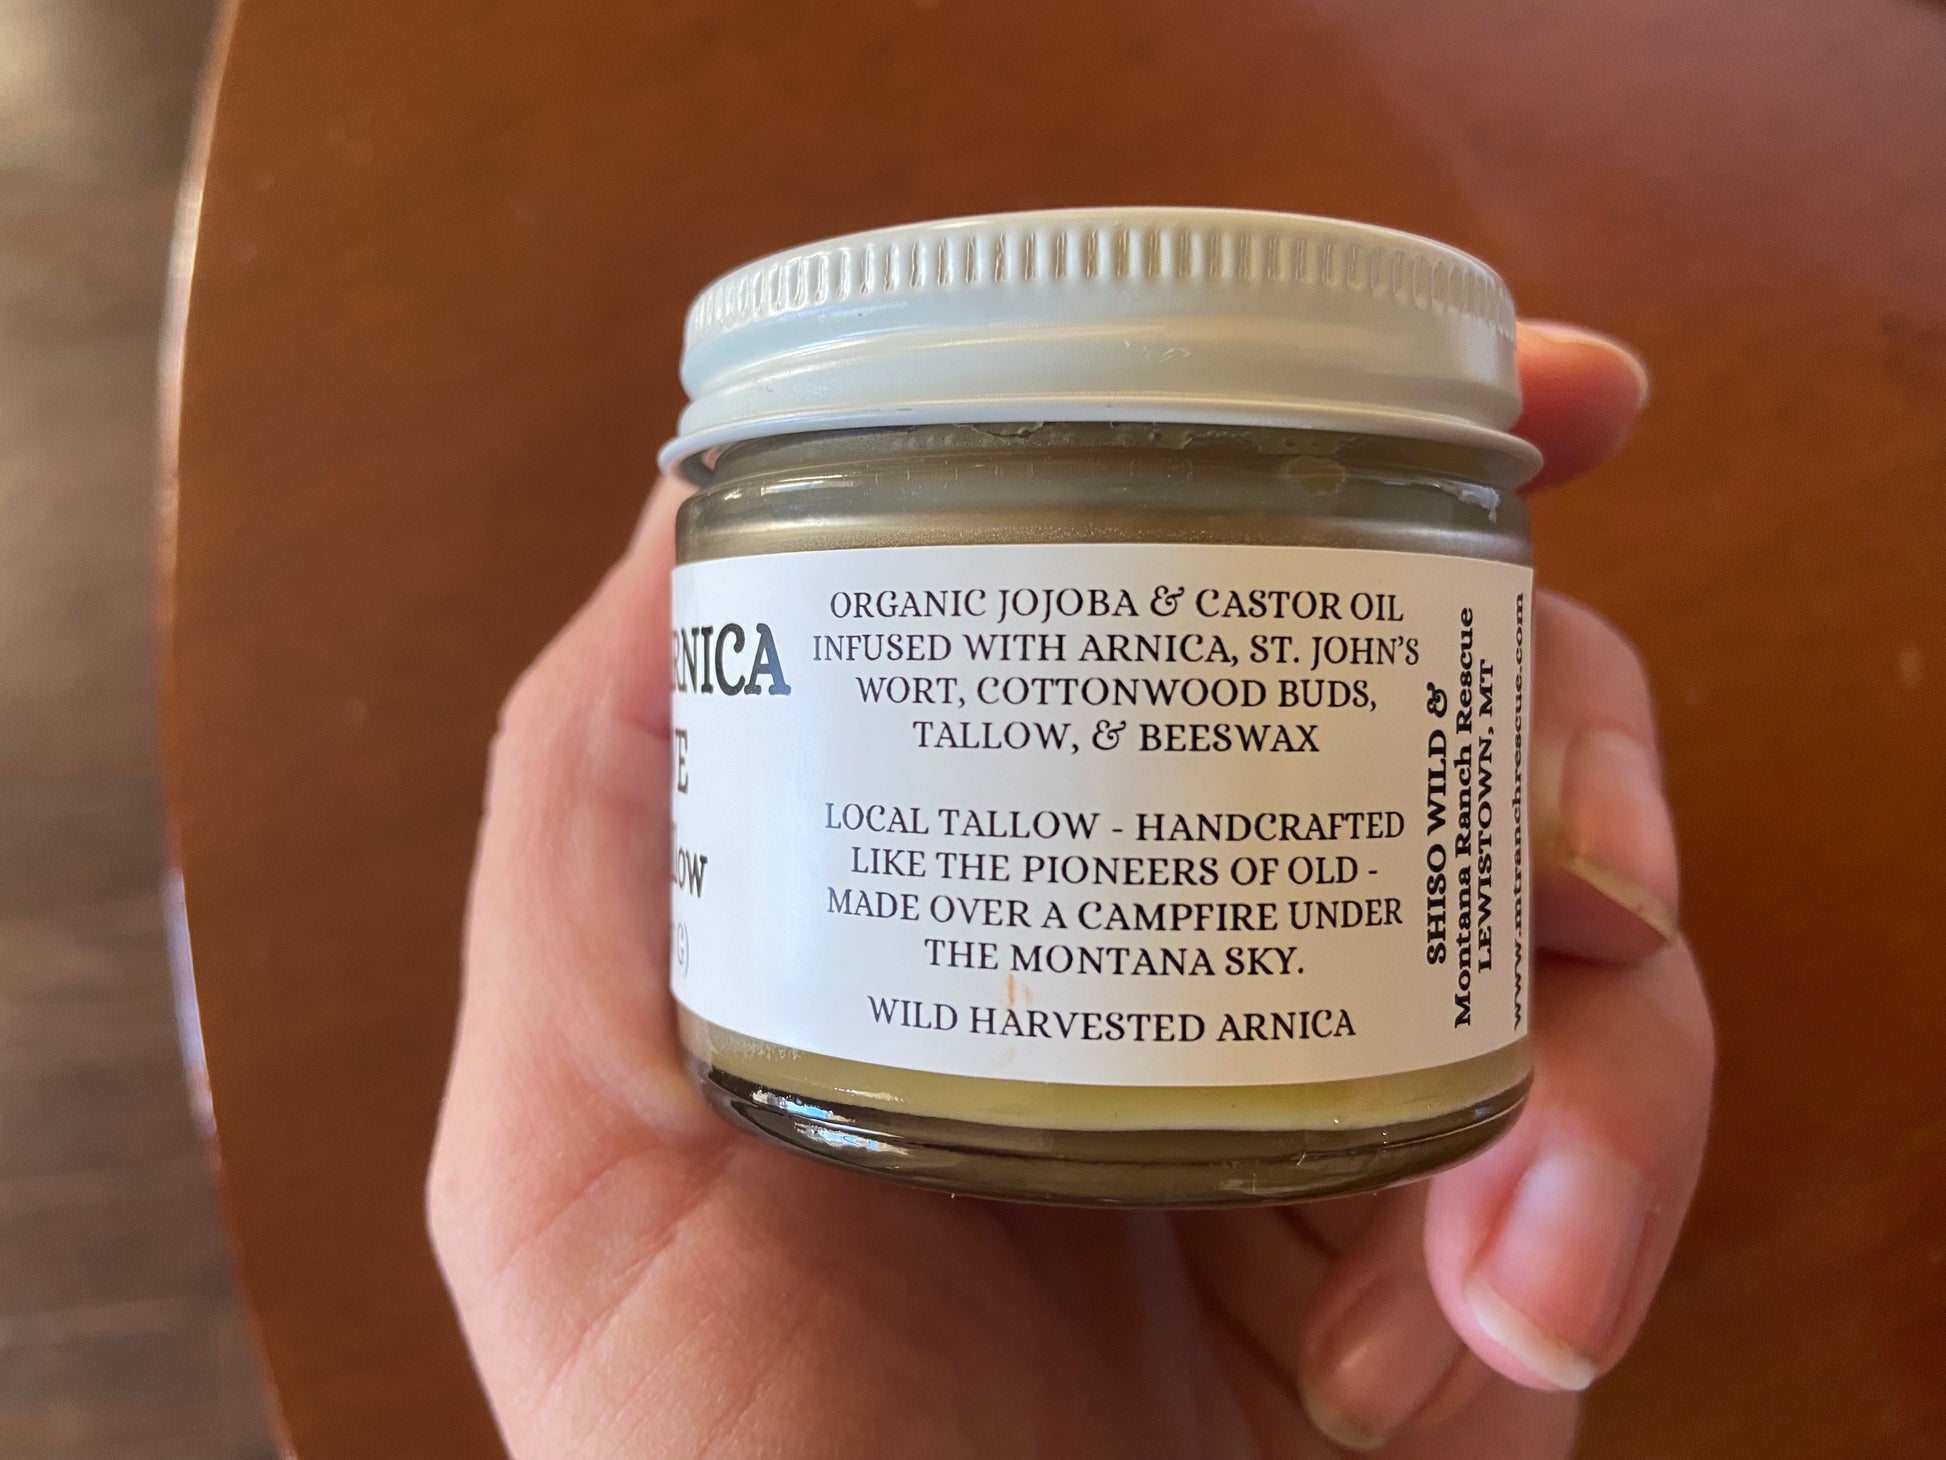 ORGANIC JOJOBA & CASTOR OIL
INFUSED WITH ARNICA, ST. JOHN'S
WORT, COTTONWOOD BUDS,
TALLOW, & BEESWAX
LOCAL TALLOW - HANDCRAFTED
LIKE THE PIONEERS OF OLD -
MADE OVER A CAMPFIRE UNDER
THE MONTANA SKY.
WILD HARVESTED ARNICA
SHISO WILD &
Montana Ranch Rescue
LEWISTOWN, MT
www.mtranchrescue.com